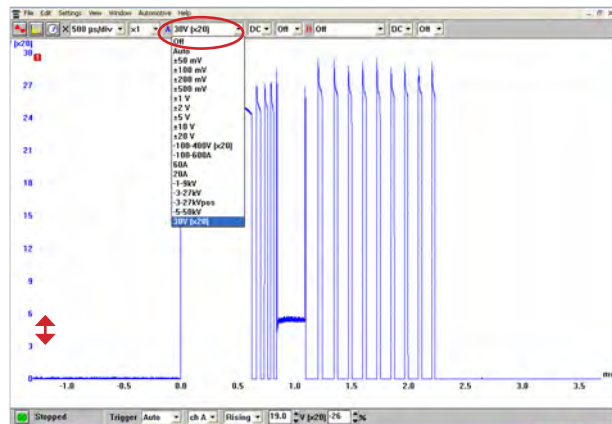 File Edit Settings View Window Automotive Help
500 µs/div x1 A 30V (x20) DC Off B Off DC Off
(x20)
Off
Auto
±50 mV
±100 mV
±200 mV
±500 mV
±1 V
±2 V
±5 V
±10 V
±20 V
-100-400V (x20)
-100-600A
60A
20A
-1-9kV
-3-27kV
-3-27kVpos
-5-50kV
30V (x20)
30
27
24
21
18
15
12
9
6
3
0
-1.0 -0.5 0.0 0.5 1.0 1.5 2.0 2.5 3.0 3.5
Stopped Trigger Auto ch A Rising 19.0 V (x20) -26 %